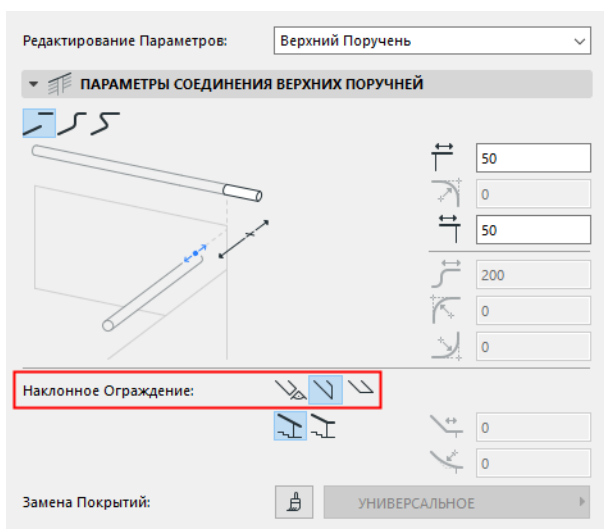 Редактирование Параметров: Верхний Поручень
ПАРАМЕТРЫ СОЕДИНЕНИЯ ВЕРХНИХ ПОРУЧНЕЙ
50
0
50
200
0
0
Наклонное Ограждение:
0
0
Замена Покрытий: УНИВЕРСАЛЬНОЕ